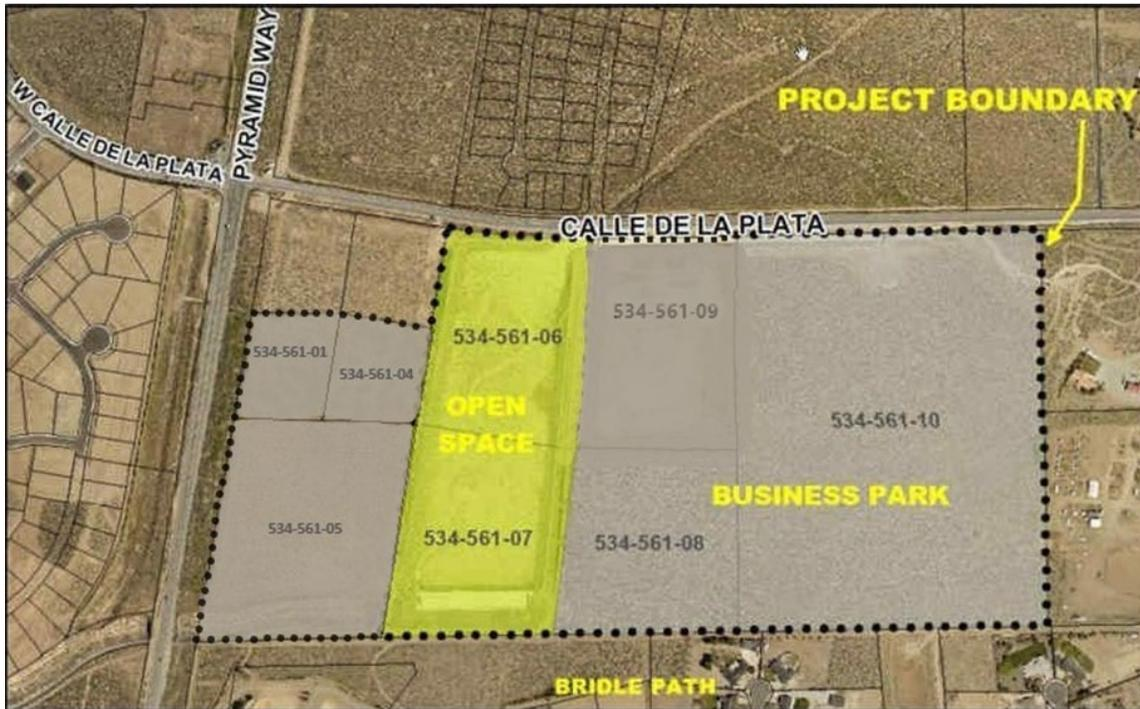 PYRAMID WAY
W CALLE DE LA PLATA
PROJECT BOUNDARY
CALLE DE LA PLATA
534-561-06
534-561-09
534-561-01
534-561-04
OPEN
SPACE
534-561-10
BUSINESS PARK
534-561-05
534-561-07
534-561-08
BRIDLE PATH